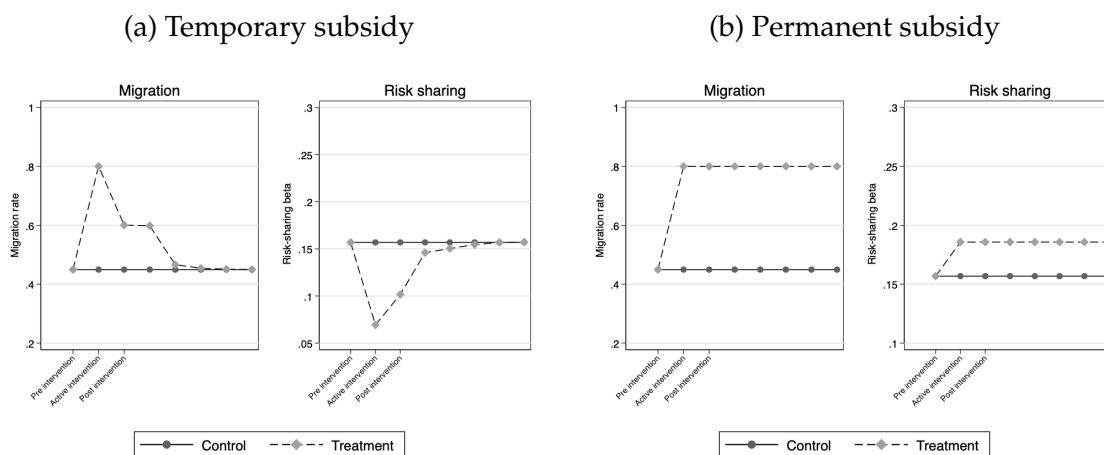 (a) Temporary subsidy
Migration
Migration rate
1
.8
.6
.4
.2
Pre intervention
Active intervention
Post intervention
Risk sharing
Risk-sharing beta
.3
.25
.2
.15
.1
.05
Pre intervention
Active intervention
Post intervention
Control
Treatment
(b) Permanent subsidy
Migration
Migration rate
1
.8
.6
.4
.2
Pre intervention
Active intervention
Post intervention
Risk sharing
Risk-sharing beta
.3
.25
.2
.15
.1
Pre intervention
Active intervention
Post intervention
Control
Treatment